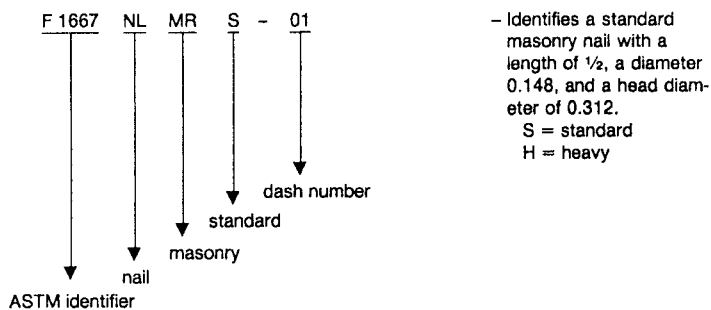 F 1667 NL MR S - 01
dash number
standard
masonry
nail
ASTM identifier
– Identifies a standard
masonry nail with a
length of ½, a diameter
0.148, and a head diam-
eter of 0.312.
S = standard
H = heavy